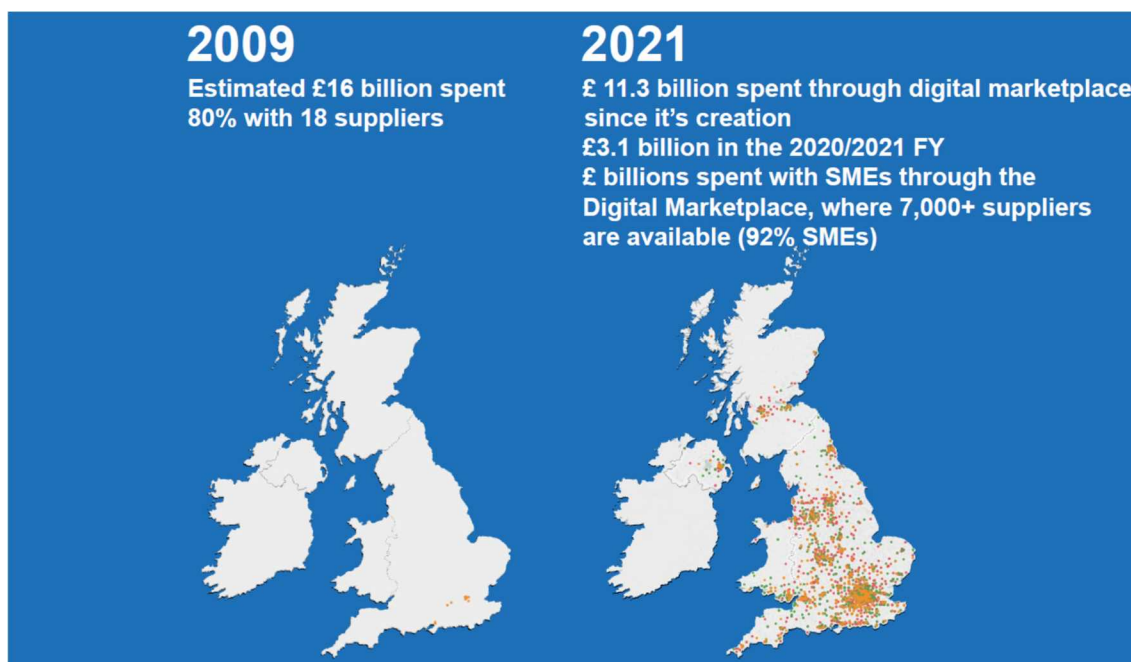 2009
Estimated £16 billion spent
80% with 18 suppliers
2021
£ 11.3 billion spent through digital marketplace
since it's creation
£3.1 billion in the 2020/2021 FY
£ billions spent with SMEs through the
Digital Marketplace, where 7,000+ suppliers
are available (92% SMEs)